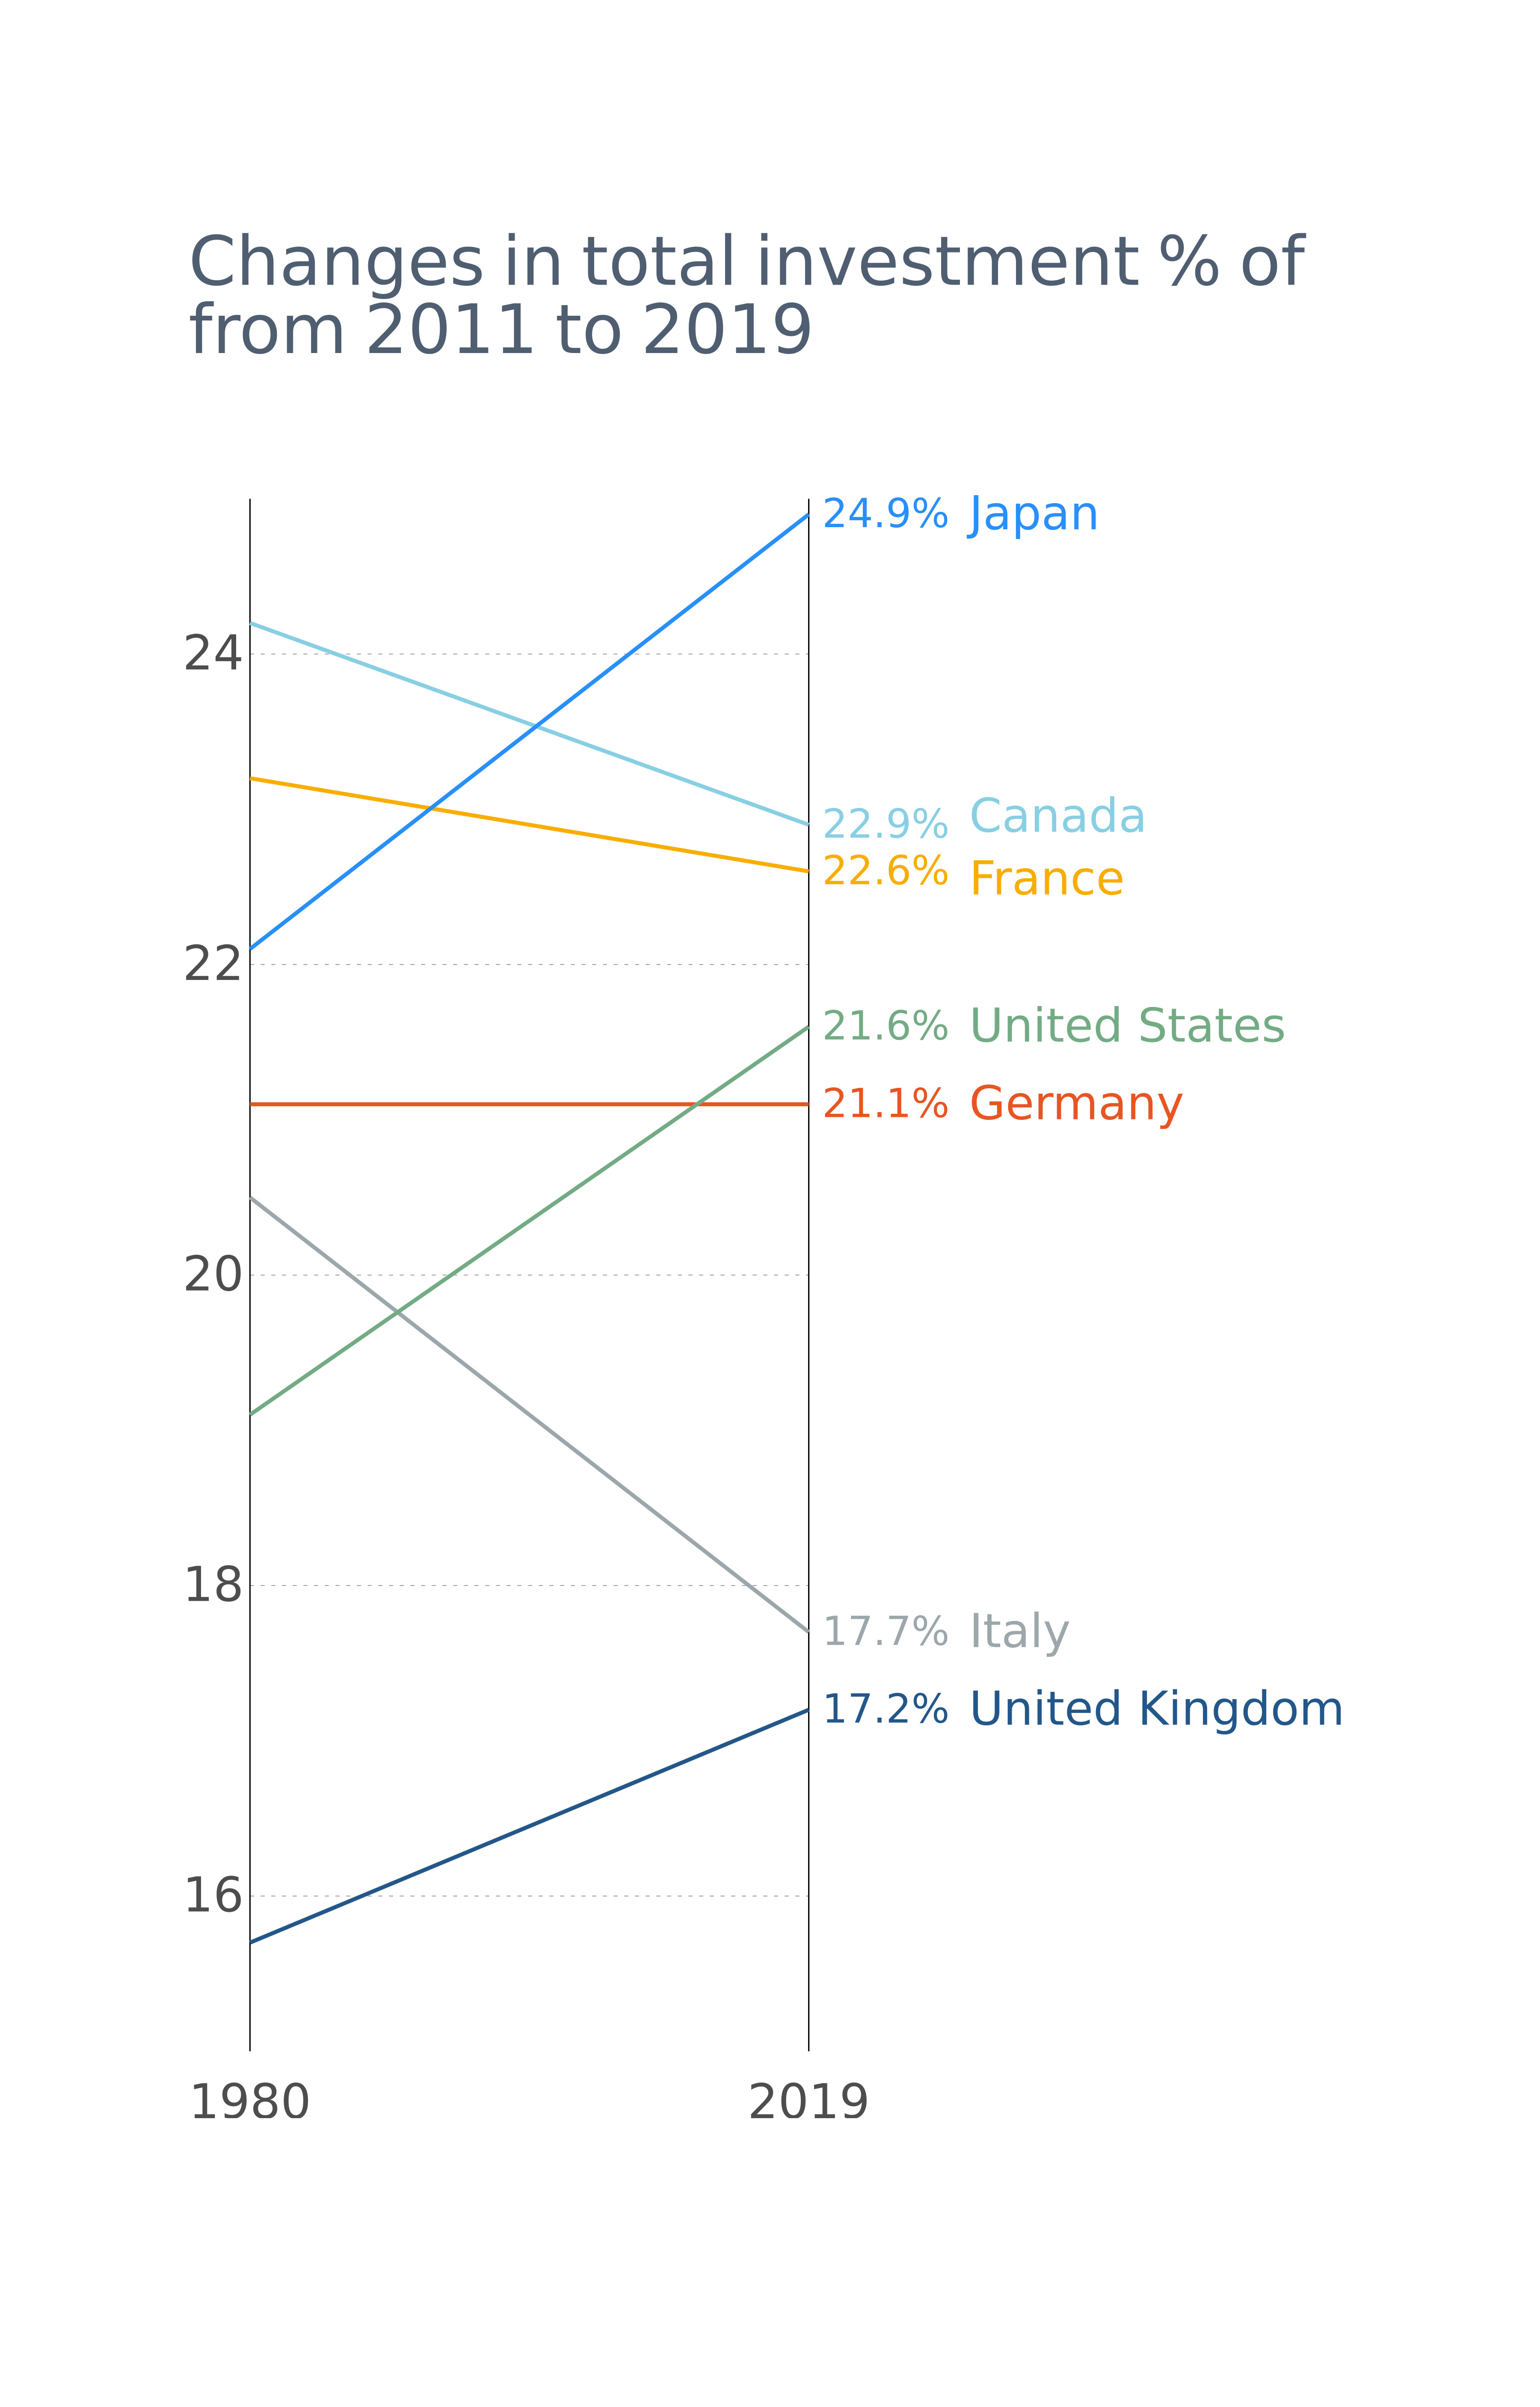 Changes in total investment % of
from 2011 to 2019
24.9% Japan
24
22.9% Canada
22.6% France
22
21.6% United States
21.1% Germany
20
18
17.7% Italy
17.2% United Kingdom
16
1980 2019